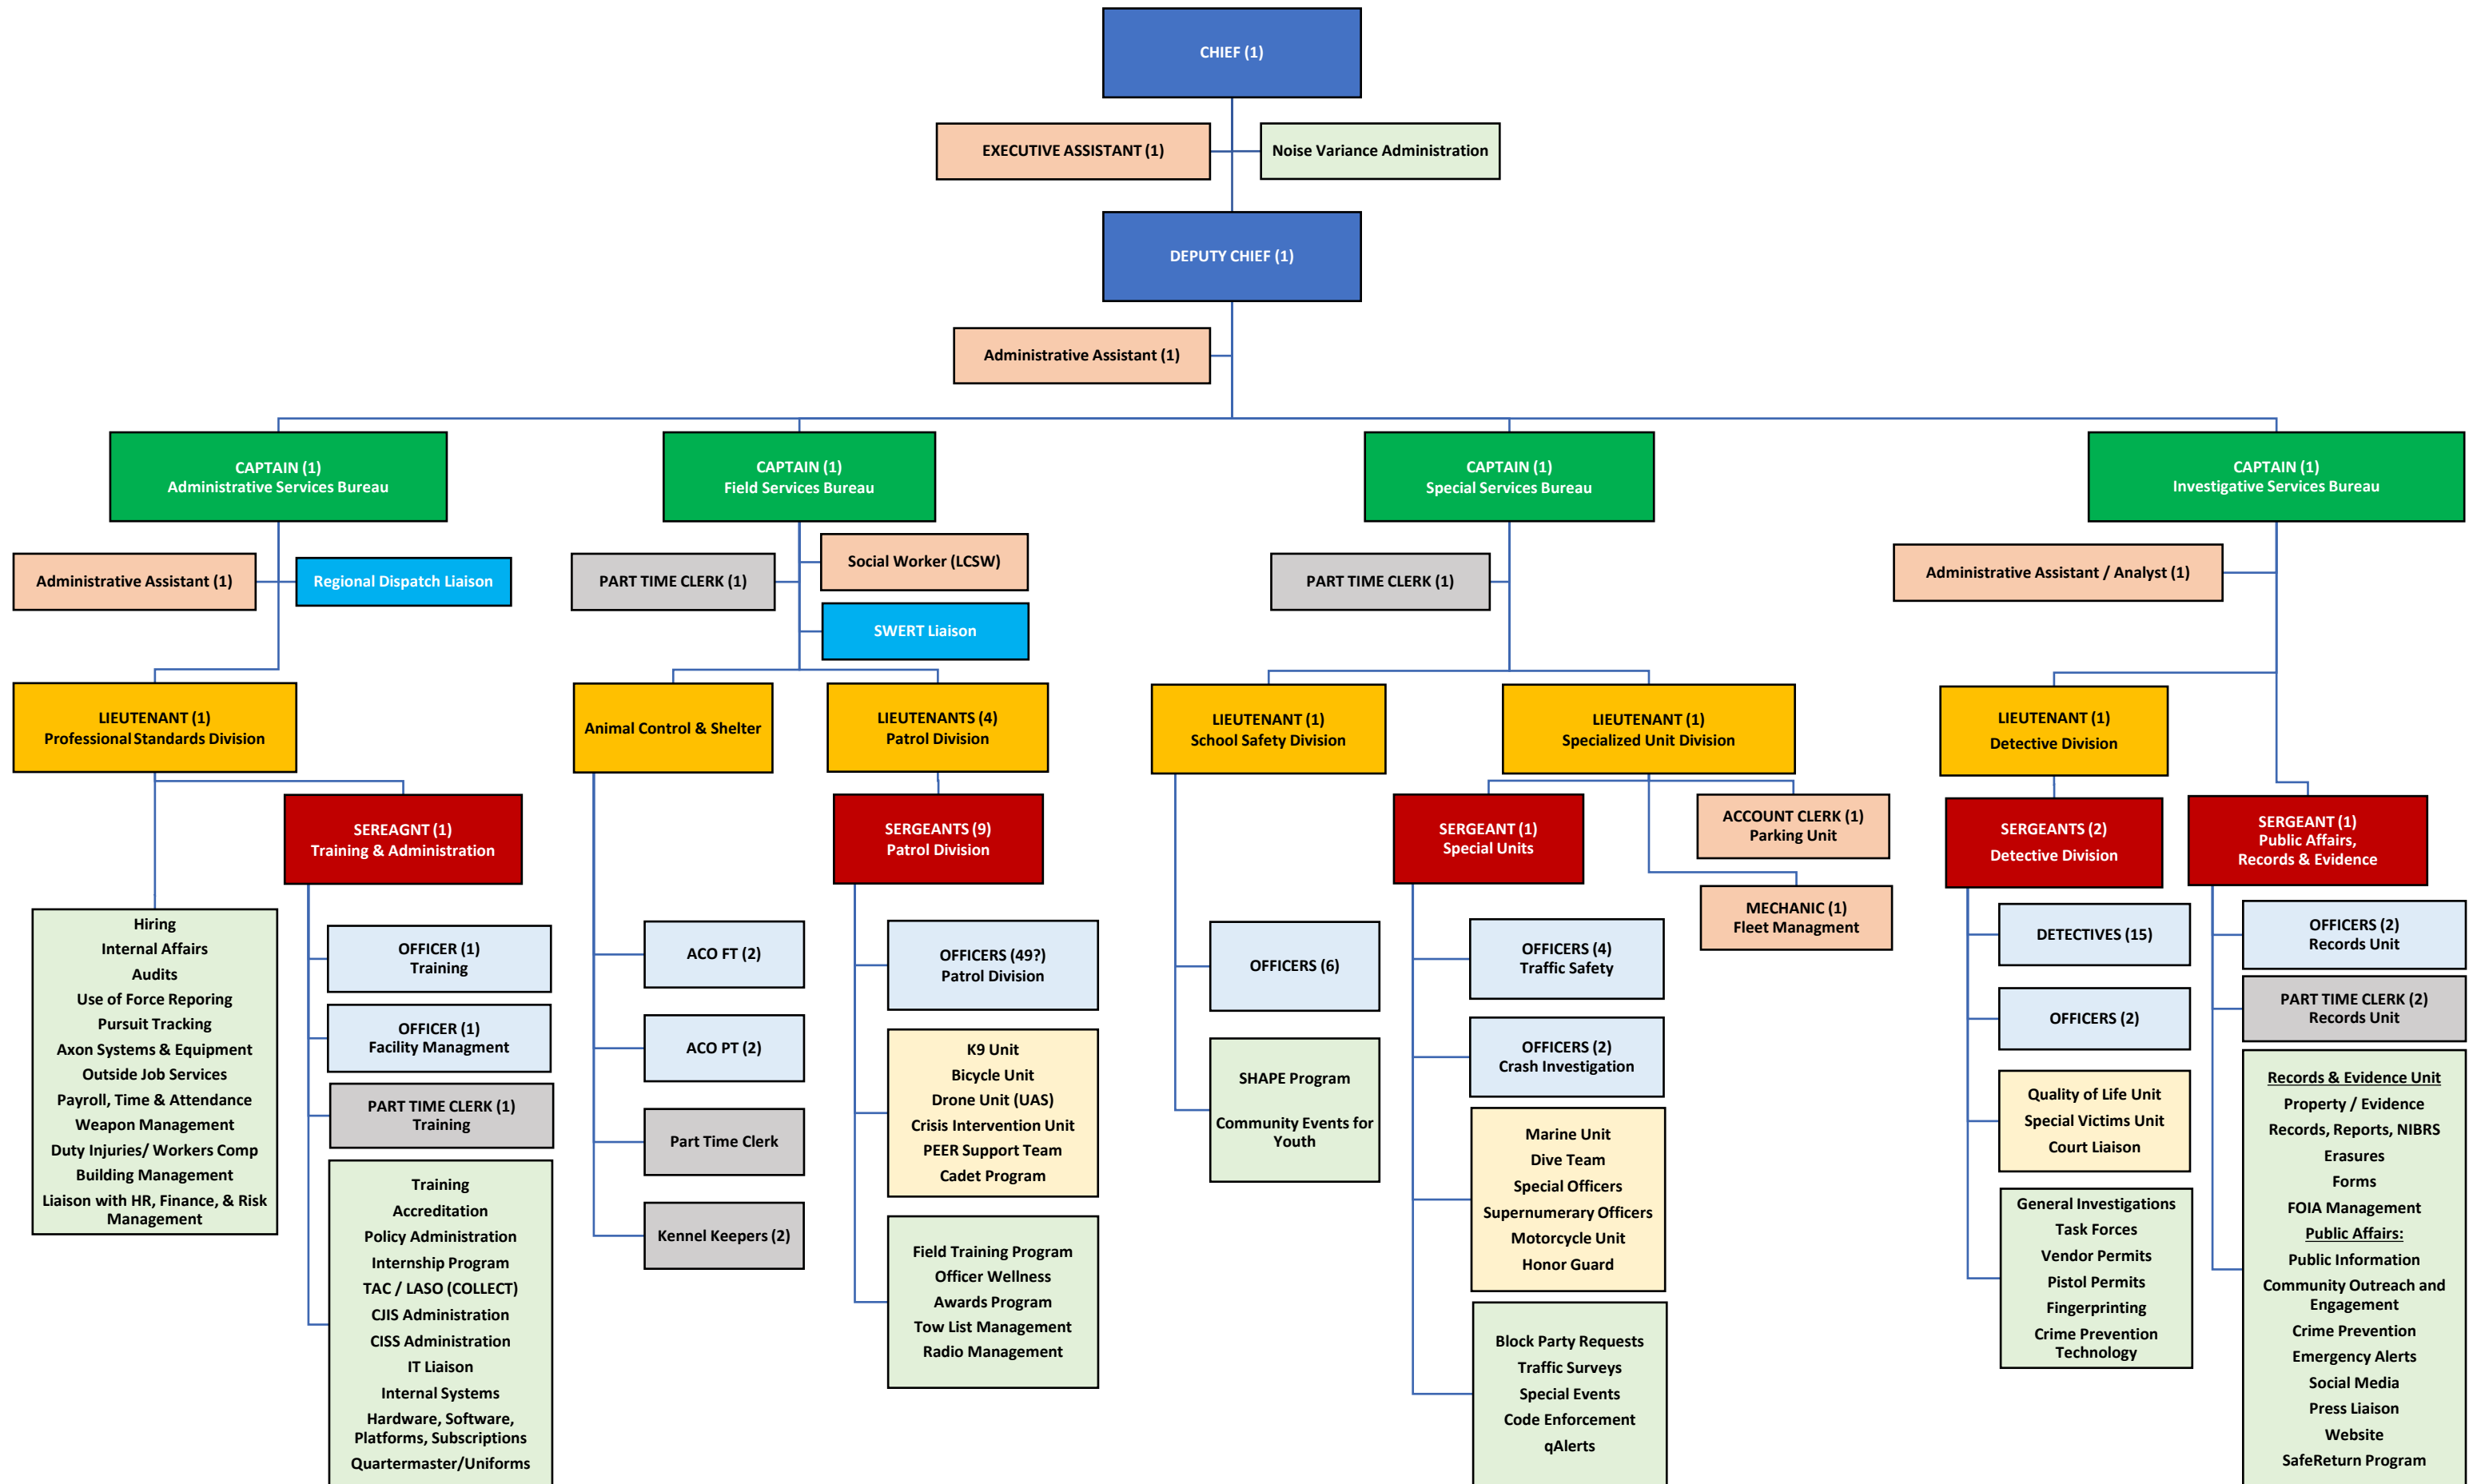 CHIEF (1)
EXECUTIVE ASSISTANT (1)
Noise Variance Administration
DEPUTY CHIEF (1)
Administrative Assistant (1)
CAPTAIN (1)
Administrative Services Bureau
CAPTAIN (1)
Field Services Bureau
CAPTAIN (1)
Special Services Bureau
CAPTAIN (1)
Investigative Services Bureau
Administrative Assistant (1)
Regional Dispatch Liaison
PART TIME CLERK (1)
Social Worker (LCSW)
SWERT Liaison
PART TIME CLERK (1)
Administrative Assistant / Analyst (1)
LIEUTENANT (1)
Professional Standards Division
Animal Control & Shelter
LIEUTENANTS (4)
Patrol Division
LIEUTENANT (1)
School Safety Division
LIEUTENANT (1)
Specialized Unit Division
LIEUTENANT (1)
Detective Division
SEREAGNT (1)
Training & Administration
SERGEANTS (9)
Patrol Division
SERGEANT (1)
Special Units
ACCOUNT CLERK (1)
Parking Unit
MECHANIC (1)
Fleet Managment
SERGEANTS (2)
Detective Division
SERGEANT (1)
Public Affairs,
Records & Evidence
Hiring
Internal Affairs
Audits
Use of Force Reporing
Pursuit Tracking
Axon Systems & Equipment
Outside Job Services
Payroll, Time & Attendance
Weapon Management
Duty Injuries/ Workers Comp
Building Management
Liaison with HR, Finance, & Risk
Management
OFFICER (1)
Training
OFFICER (1)
Facility Managment
PART TIME CLERK (1)
Training
Training
Accreditation
Policy Administration
Internship Program
TAC / LASO (COLLECT)
CJIS Administration
CISS Administration
IT Liaison
Internal Systems
Hardware, Software,
Platforms, Subscriptions
Quartermaster/Uniforms
ACO FT (2)
ACO PT (2)
Part Time Clerk
Kennel Keepers (2)
OFFICERS (49?)
Patrol Division
K9 Unit
Bicycle Unit
Drone Unit (UAS)
Crisis Intervention Unit
PEER Support Team
Cadet Program
Field Training Program
Officer Wellness
Awards Program
Tow List Management
Radio Management
OFFICERS (6)
SHAPE Program
Community Events for
Youth
OFFICERS (4)
Traffic Safety
OFFICERS (2)
Crash Investigation
Marine Unit
Dive Team
Special Officers
Supernumerary Officers
Motorcycle Unit
Honor Guard
Block Party Requests
Traffic Surveys
Special Events
Code Enforcement
qAlerts
DETECTIVES (15)
OFFICERS (2)
Quality of Life Unit
Special Victims Unit
Court Liaison
General Investigations
Task Forces
Vendor Permits
Pistol Permits
Fingerprinting
Crime Prevention
Technology
OFFICERS (2)
Records Unit
PART TIME CLERK (2)
Records Unit
Records & Evidence Unit
Property / Evidence
Records, Reports, NIBRS
Erasures
Forms
FOIA Management
Public Affairs:
Public Information
Community Outreach and
Engagement
Crime Prevention
Emergency Alerts
Social Media
Press Liaison
Website
SafeReturn Program